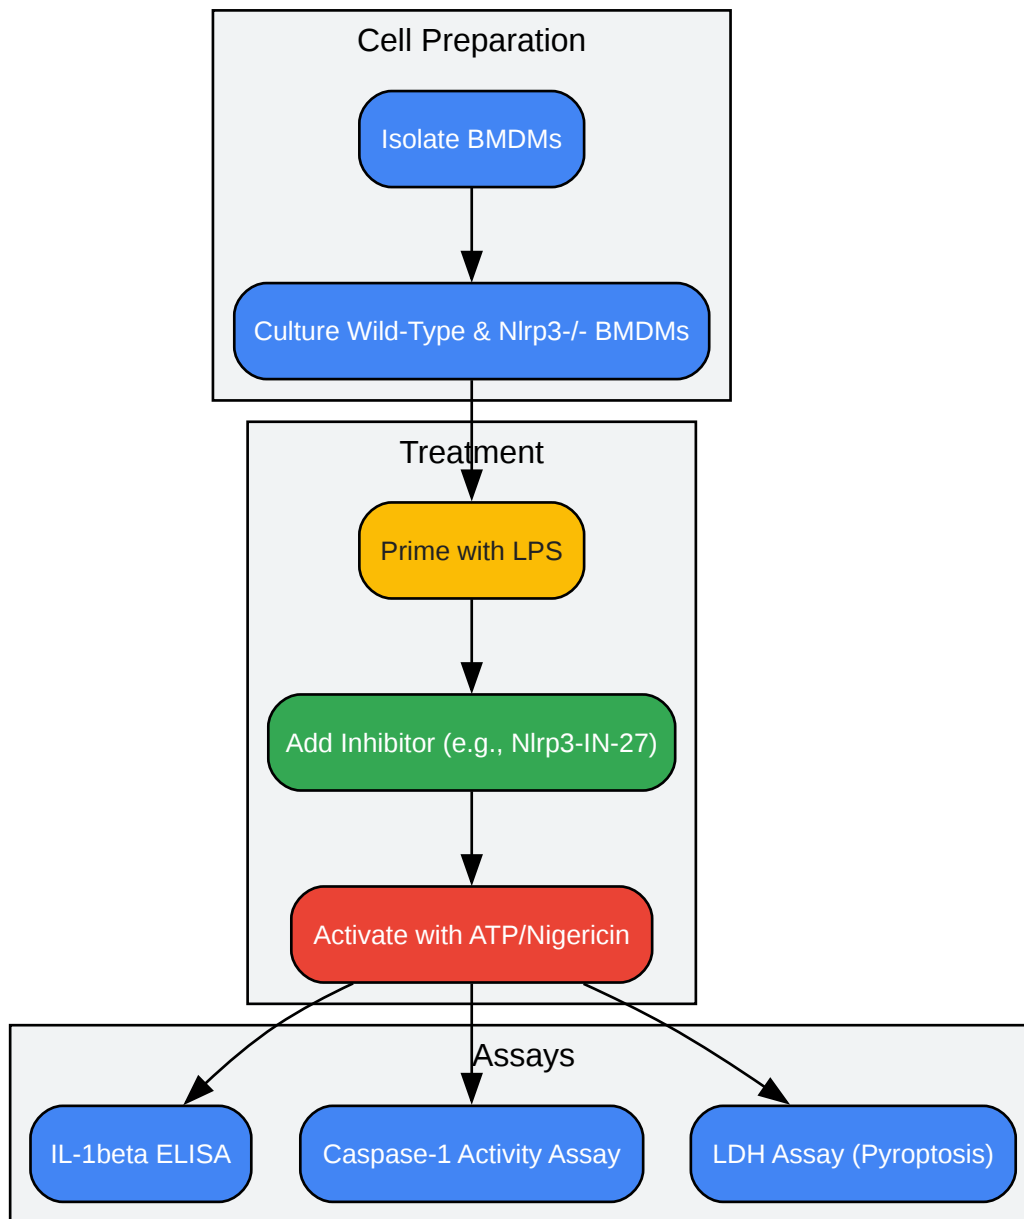 Cell Preparation
Isolate BMDMs
Culture Wild-Type & Nlrp3-/- BMDMs
Treatment
Prime with LPS
Add Inhibitor (e.g., Nlrp3-IN-27)
Activate with ATP/Nigericin
Assays
IL-1beta ELISA
Caspase-1 Activity Assay
LDH Assay (Pyroptosis)